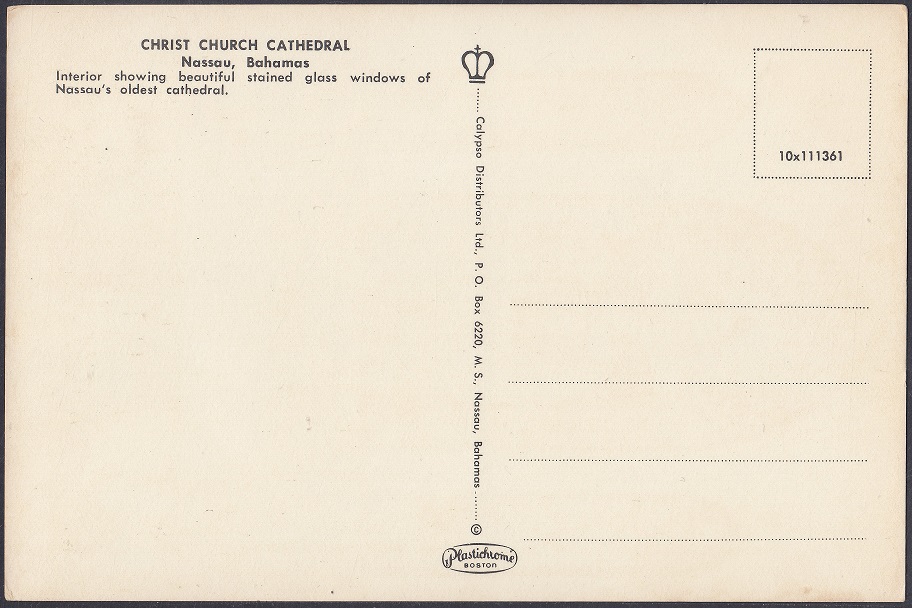 CHRIST CHURCH CATHEDRAL
Nassau, Bahamas
Interior showing beautiful stained glass windows of
Nassau's oldest cathedral.
Calypso Distributors Ltd., P. O. Box 6220, M. S., Nassau, Bahamas
©
Plastichrome
BOSTON
10x111361